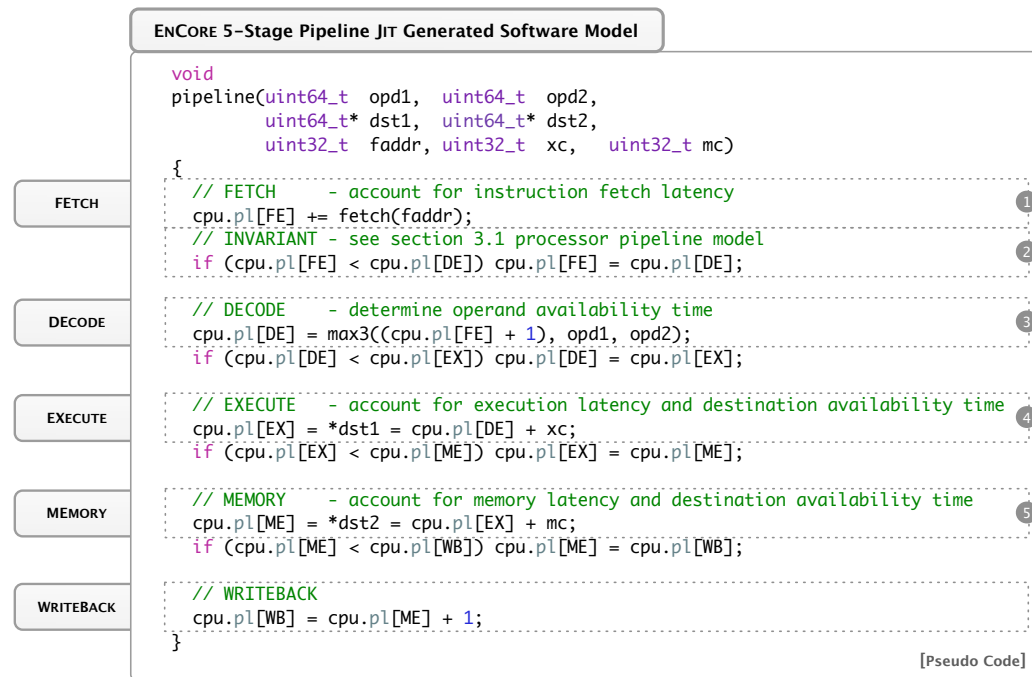 ENCORE 5-Stage Pipeline JIT Generated Software Model
void
pipeline(uint64_t opd1, uint64_t opd2,
uint64_t* dst1, uint64_t* dst2,
uint32_t faddr, uint32_t xc, uint32_t mc)
{
FETCH
// FETCH - account for instruction fetch latency
cpu.pl[FE] += fetch(faddr);
1
// INVARIANT - see section 3.1 processor pipeline model
if (cpu.pl[FE] < cpu.pl[DE]) cpu.pl[FE] = cpu.pl[DE];
2
DECODE
// DECODE - determine operand availability time
cpu.pl[DE] = max3((cpu.pl[FE] + 1), opd1, opd2);
3
if (cpu.pl[DE] < cpu.pl[EX]) cpu.pl[DE] = cpu.pl[EX];
EXECUTE
// EXECUTE - account for execution latency and destination availability time
cpu.pl[EX] = *dst1 = cpu.pl[DE] + xc;
4
if (cpu.pl[EX] < cpu.pl[ME]) cpu.pl[EX] = cpu.pl[ME];
MEMORY
// MEMORY - account for memory latency and destination availability time
cpu.pl[ME] = *dst2 = cpu.pl[EX] + mc;
5
if (cpu.pl[ME] < cpu.pl[WB]) cpu.pl[ME] = cpu.pl[WB];
WRITEBACK
// WRITEBACK
cpu.pl[WB] = cpu.pl[ME] + 1;
}
[Pseudo Code]